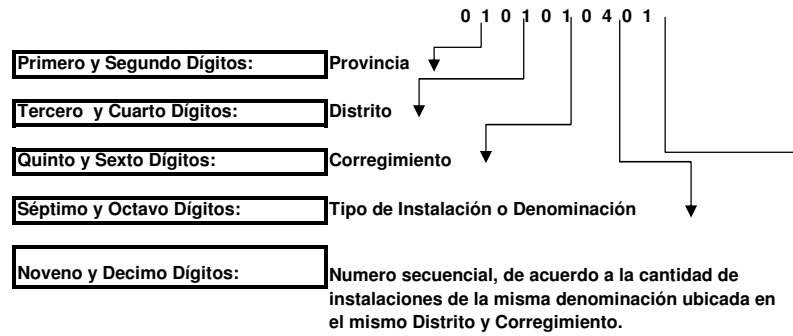 0 1 0 1 0 1 0 4 0 1
Primero y Segundo Dígitos: Provincia
Tercero y Cuarto Dígitos: Distrito
Quinto y Sexto Dígitos: Corregimiento
Séptimo y Octavo Dígitos: Tipo de Instalación o Denominación
Noveno y Decimo Dígitos: Numero secuencial, de acuerdo a la cantidad de
instalaciones de la misma denominación ubicada en
el mismo Distrito y Corregimiento.